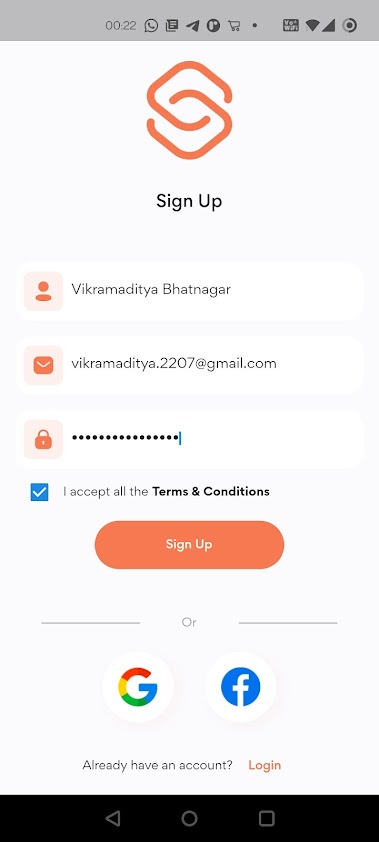 00:22
Vo
WiFi
Sign Up
Vikramaditya Bhatnagar
vikramaditya.2207@gmail.com
••••••••••••••••
I accept all the Terms & Conditions
Sign Up
Or
Already have an account? Login